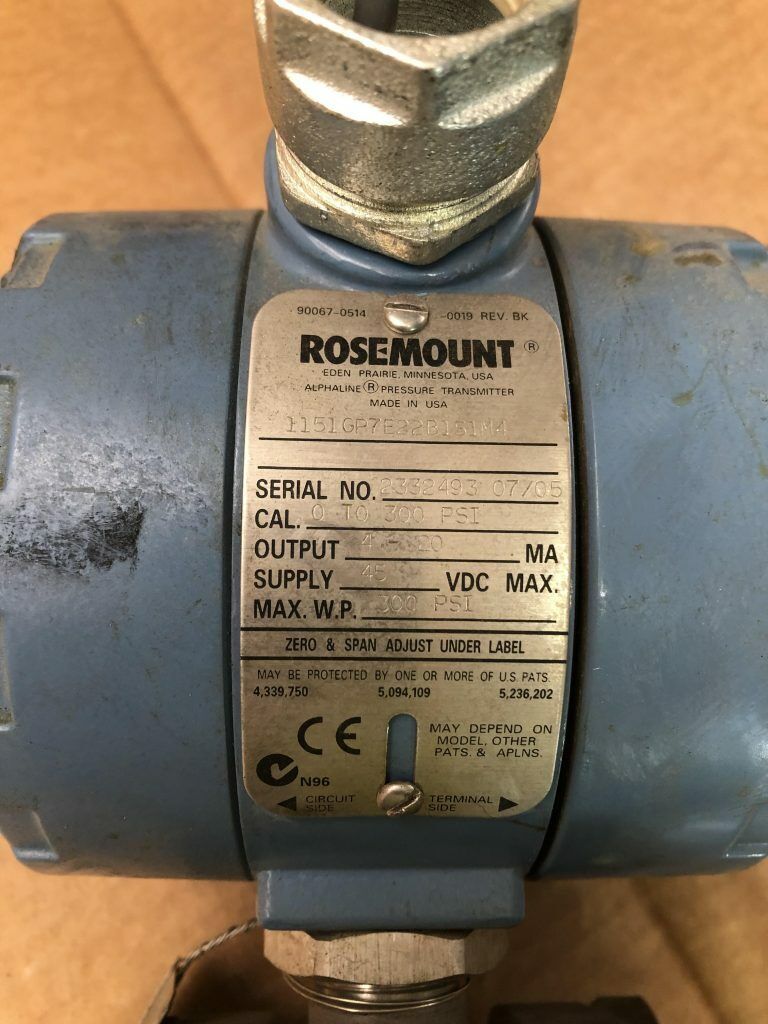 90067-0514 -0019 REV. BK
ROSEMOUNT ®
EDEN PRAIRIE, MINNESOTA, USA
ALPHALINE ® PRESSURE TRANSMITTER
MADE IN USA
1151GP7E22B1S1M4
SERIAL NO. 2332493 07/05
CAL. 0 TO 300 PSI
OUTPUT 4 - 20 MA
SUPPLY 45 VDC MAX.
MAX. W.P. 300 PSI
ZERO & SPAN ADJUST UNDER LABEL
MAY BE PROTECTED BY ONE OR MORE OF U.S. PATS.
4,339,750 5,094,109 5,236,202
CE
MAY DEPEND ON
MODEL, OTHER
PATS. & APLNS.
N96
◄ CIRCUIT SIDE
TERMINAL SIDE ►